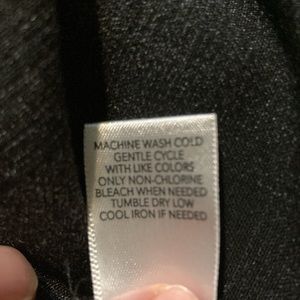 MACHINE WASH COLD
GENTLE CYCLE
WITH LIKE COLORS
ONLY NON-CHLORINE
BLEACH WHEN NEEDED
TUMBLE DRY LOW
COOL IRON IF NEEDED